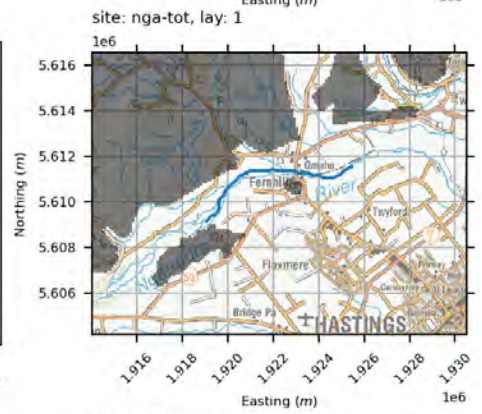 Easting (m)
site: nga-tot, lay: 1
1e6
5.616
5.614
5.612
5.610
5.608
5.606
Northing (m)
Omahu
Fernhill
River
Twyford
Flaxmere
Bridge Pa
HASTINGS
1.916
1.918
1.920
1.922
1.924
1.926
1.928
1.930
Easting (m)
1e6